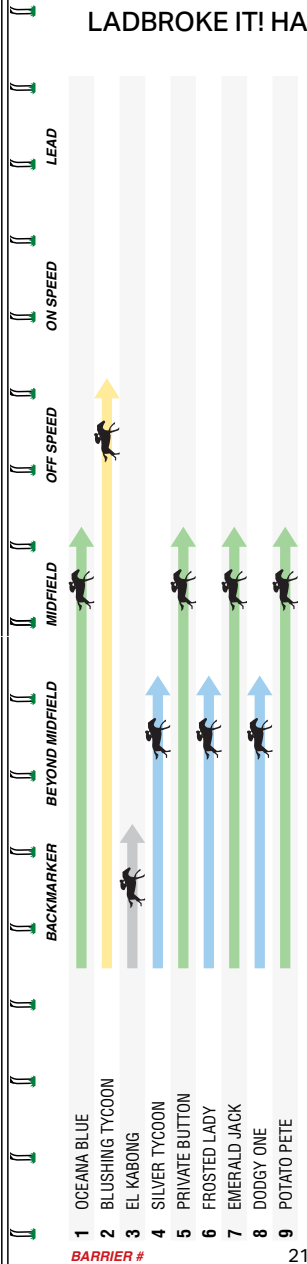 LADBROKE IT! HA
LEAD
ON SPEED
OFF SPEED
MIDFIELD
BEYOND MIDFIELD
BACKMARKER
1 OCEANA BLUE
2 BLUSHING TYCOON
3 EL KABONG
4 SILVER TYCOON
5 PRIVATE BUTTON
6 FROSTED LADY
7 EMERALD JACK
8 DODGY ONE
9 POTATO PETE
BARRIER #
21